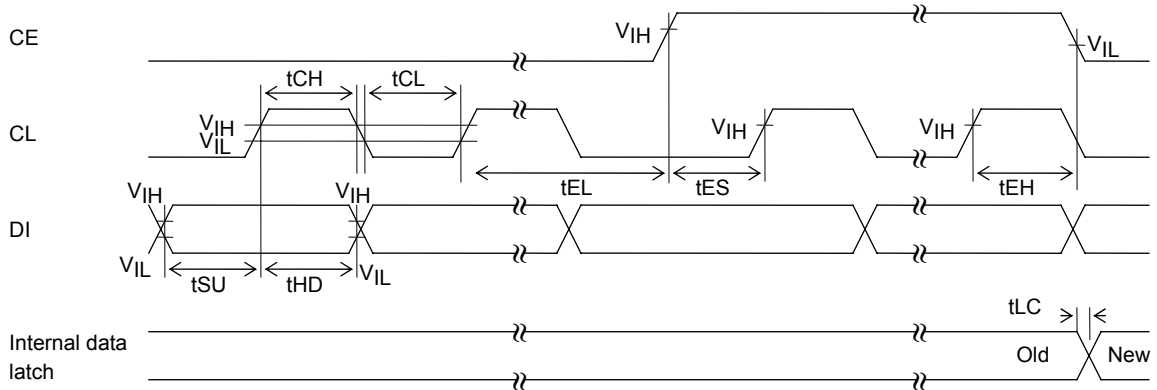 CE
VIH
VIL
tCH
tCL
CL
VIH
VIL
VIH
VIH
tEL
tES
tEH
VIH
VIH
DI
VIL
tSU
tHD
VIL
tLC
Internal data
latch
Old
New